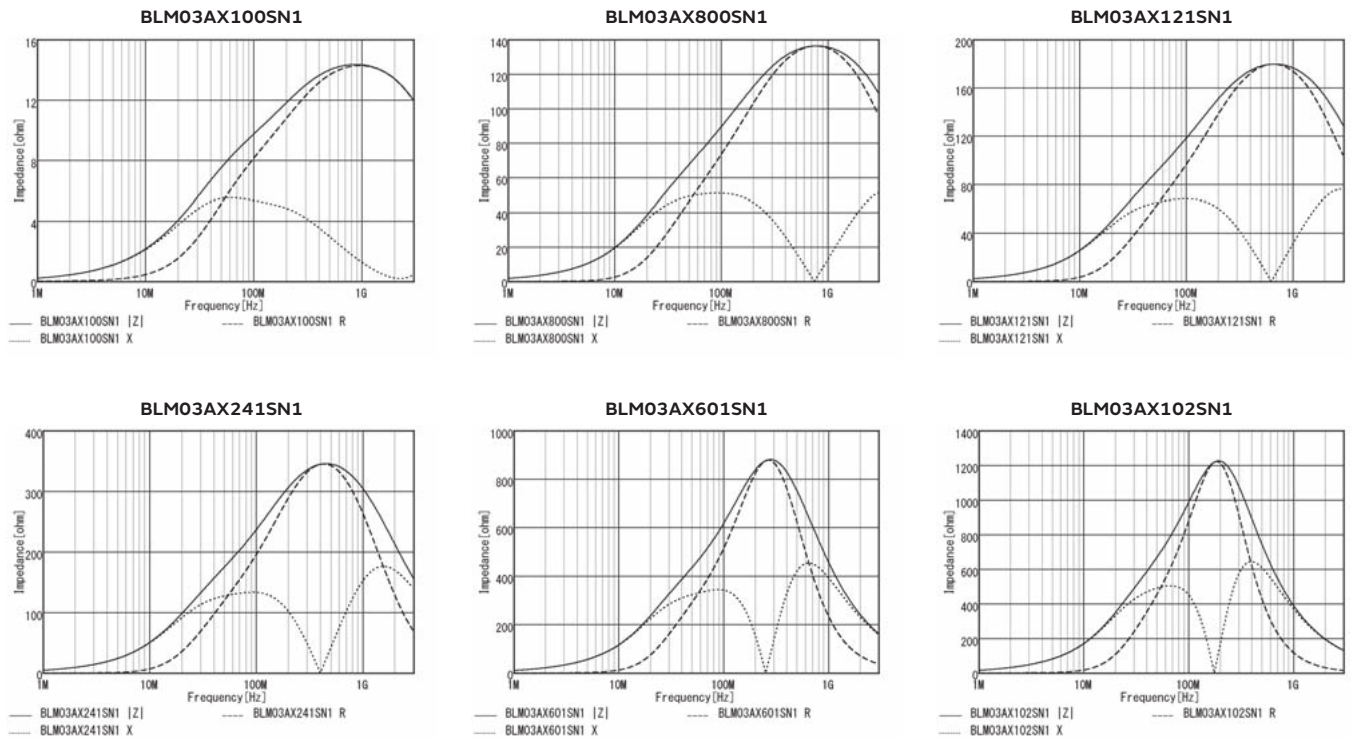 BLM03AX100SN1
Impedance[ohm]
16
12
8
4
0
1M 10M 100M 1G
Frequency[Hz]
BLM03AX100SN1 |Z| BLM03AX100SN1 R
BLM03AX100SN1 X
BLM03AX800SN1
Impedance[ohm]
140
120
100
80
60
40
20
0
1M 10M 100M 1G
Frequency[Hz]
BLM03AX800SN1 |Z| BLM03AX800SN1 R
BLM03AX800SN1 X
BLM03AX121SN1
Impedance[ohm]
200
160
120
80
40
0
1M 10M 100M 1G
Frequency[Hz]
BLM03AX121SN1 |Z| BLM03AX121SN1 R
BLM03AX121SN1 X
BLM03AX241SN1
Impedance[ohm]
400
300
200
100
0
1M 10M 100M 1G
Frequency[Hz]
BLM03AX241SN1 |Z| BLM03AX241SN1 R
BLM03AX241SN1 X
BLM03AX601SN1
Impedance[ohm]
1000
800
600
400
200
0
1M 10M 100M 1G
Frequency[Hz]
BLM03AX601SN1 |Z| BLM03AX601SN1 R
BLM03AX601SN1 X
BLM03AX102SN1
Impedance[ohm]
1400
1200
1000
800
600
400
200
0
1M 10M 100M 1G
Frequency[Hz]
BLM03AX102SN1 |Z| BLM03AX102SN1 R
BLM03AX102SN1 X